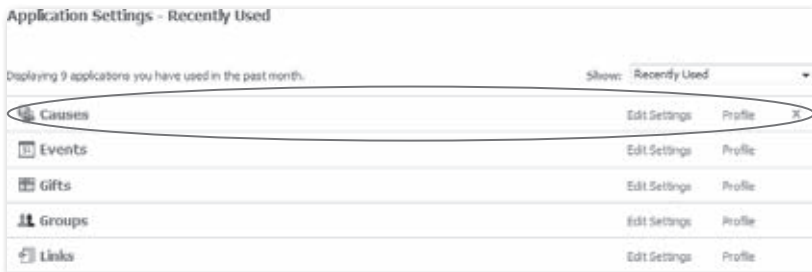 Application Settings - Recently Used
Displaying 9 applications you have used in the past month. Show: Recently Used
Causes Edit Settings Profile X
Events Edit Settings Profile
Gifts Edit Settings Profile
Groups Edit Settings Profile
Links Edit Settings Profile